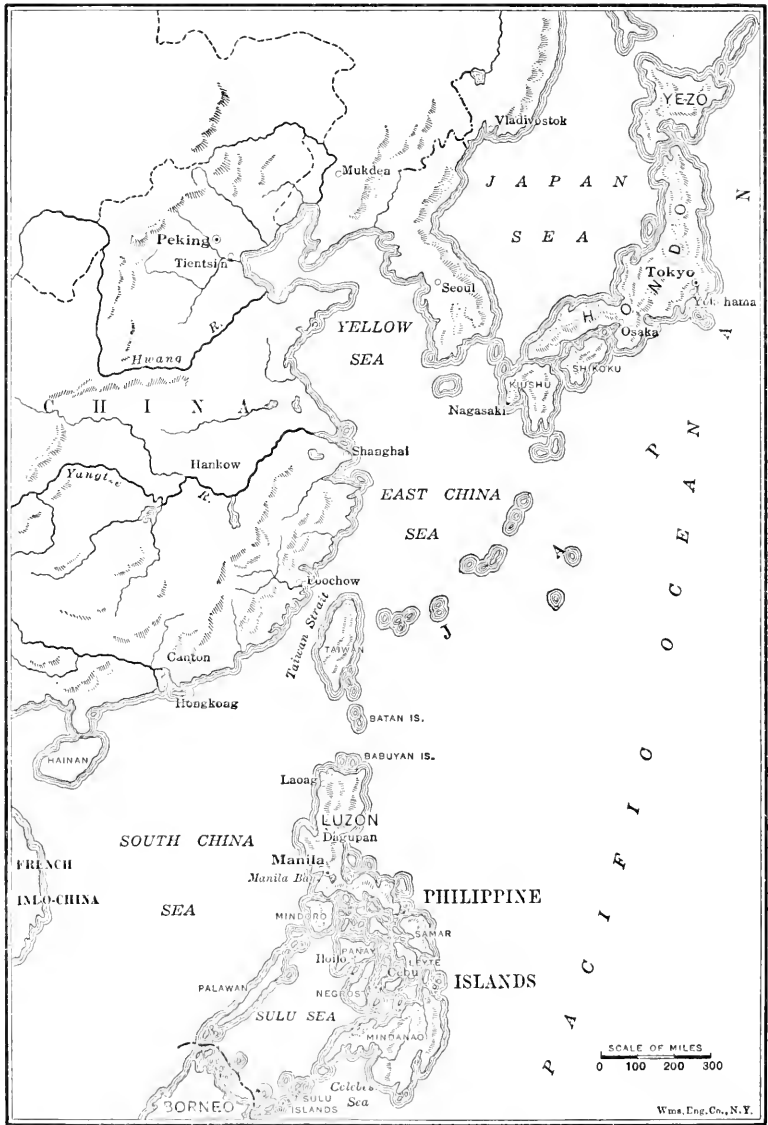 YEZO
Vladivostok
Mukden
JAPAN
SEA
Peking
Tientsin
Seoul
HONDO
Tokyo
Yokohama
Osaka
YELLOW
SEA
Hwang R.
SHIKOKU
KIUSHU
Nagasaki
CHINA
Shanghai
Hankow
Yangtze R.
EAST CHINA
SEA
JAPAN
Foochow
Taiwan Strait
TAIWAN
Canton
Hongkong
BATAN IS.
HAINAN
BABUYAN IS.
Laoag
LUZON
Dagupan
SOUTH CHINA
SEA
FRENCH
INDO-CHINA
Manila
Manila Bay
PHILIPPINE
ISLANDS
MINDORO
SAMAR
PANAY
Iloilo
LEYTE
Cebu
PALAWAN
NEGROS
SULU SEA
MINDANAO
Celebes
Sea
SULU
ISLANDS
BORNEO
PACIFIC OCEAN
SCALE OF MILES
0 100 200 300
Wms. Eng. Co., N.Y.